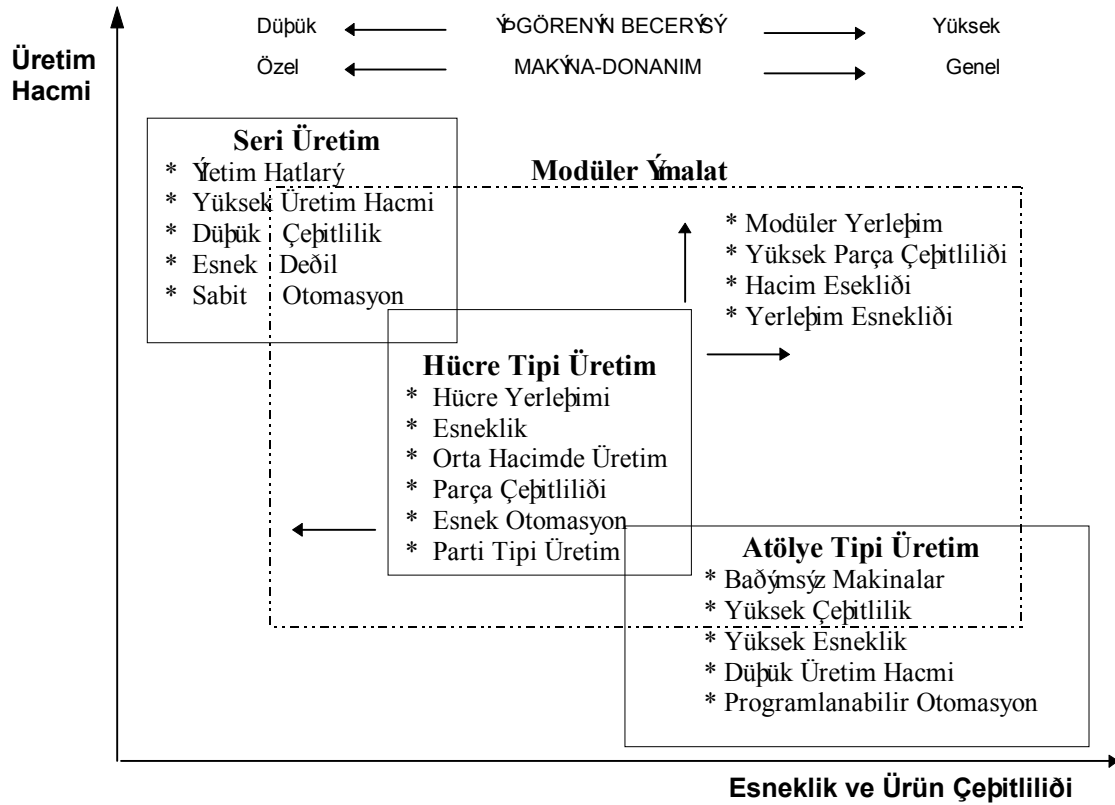 Düþük ÝÞGÖRENÝN BECERÝSÝ Yüksek
Özel MAKÝNA-DONANIM Genel
Üretim
Hacmi
Seri Üretim
* Ýletim Hatlarý
* Yüksek Üretim Hacmi
* Düþük Çeþitlilik
* Esnek Deðil
* Sabit Otomasyon
Modüler Ýmalat
* Modüler Yerleþim
* Yüksek Parça Çeþitliliði
* Hacim Esekliði
* Yerleþim Esnekliði
Hücre Tipi Üretim
* Hücre Yerleþimi
* Esneklik
* Orta Hacimde Üretim
* Parça Çeþitliliði
* Esnek Otomasyon
* Parti Tipi Üretim
Atölye Tipi Üretim
* Baðýmsýz Makinalar
* Yüksek Çeþitlilik
* Yüksek Esneklik
* Düþük Üretim Hacmi
* Programlanabilir Otomasyon
Esneklik ve Ürün Çeþitliliði